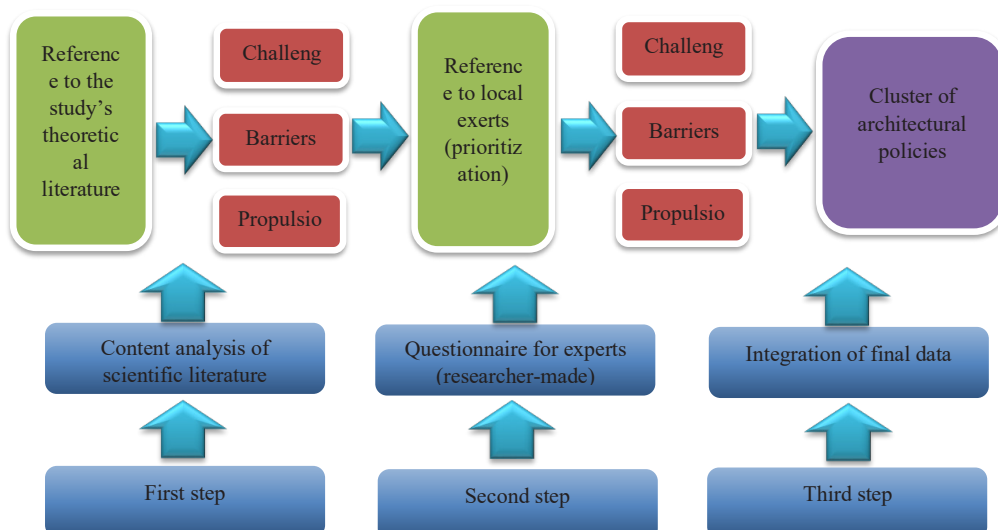 Referenc
e to the
study's
theoretic
al
literature
Challeng
Barriers
Propulsio
Referenc
e to local
exerts
(prioritiz
ation)
Challeng
Barriers
Propulsio
Cluster of
architectural
policies
Content analysis of
scientific literature
Questionnaire for experts
(researcher-made)
Integration of final data
First step
Second step
Third step